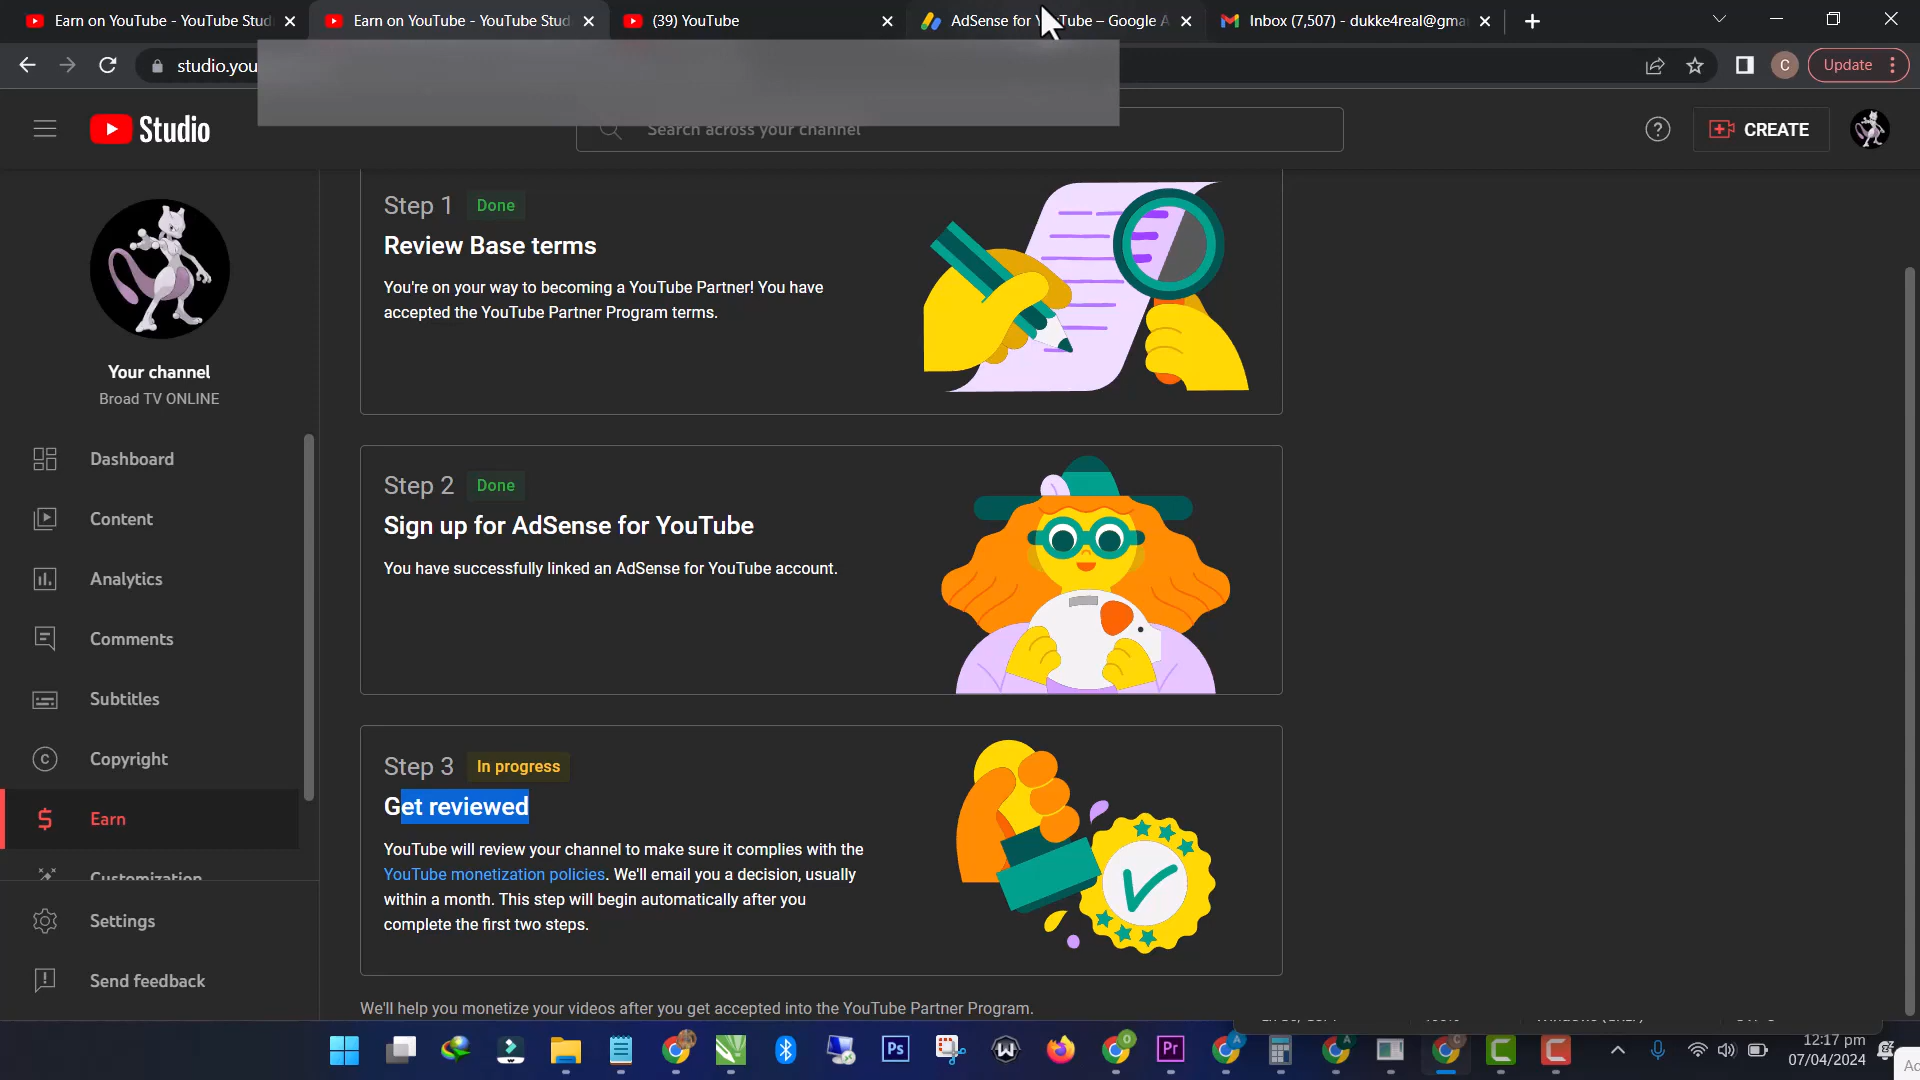 Earn on YouTube - YouTube Stud
Earn on YouTube - YouTube Stud
(39) YouTube
AdSense for YouTube – Google A
Inbox (7,507) - dukke4real@gma
studio.you
C
Update
Studio
Search across your channel
CREATE
Your channel
Broad TV ONLINE
Dashboard
Content
Analytics
Comments
Subtitles
Copyright
Earn
Customization
Settings
Send feedback
Step 1 Done
Review Base terms
You're on your way to becoming a YouTube Partner! You have
accepted the YouTube Partner Program terms.
Step 2 Done
Sign up for AdSense for YouTube
You have successfully linked an AdSense for YouTube account.
Step 3 In progress
Get reviewed
YouTube will review your channel to make sure it complies with the
YouTube monetization policies. We'll email you a decision, usually
within a month. This step will begin automatically after you
complete the first two steps.
We'll help you monetize your videos after you get accepted into the YouTube Partner Program.
Ps
Pr
12:17 pm
07/04/2024